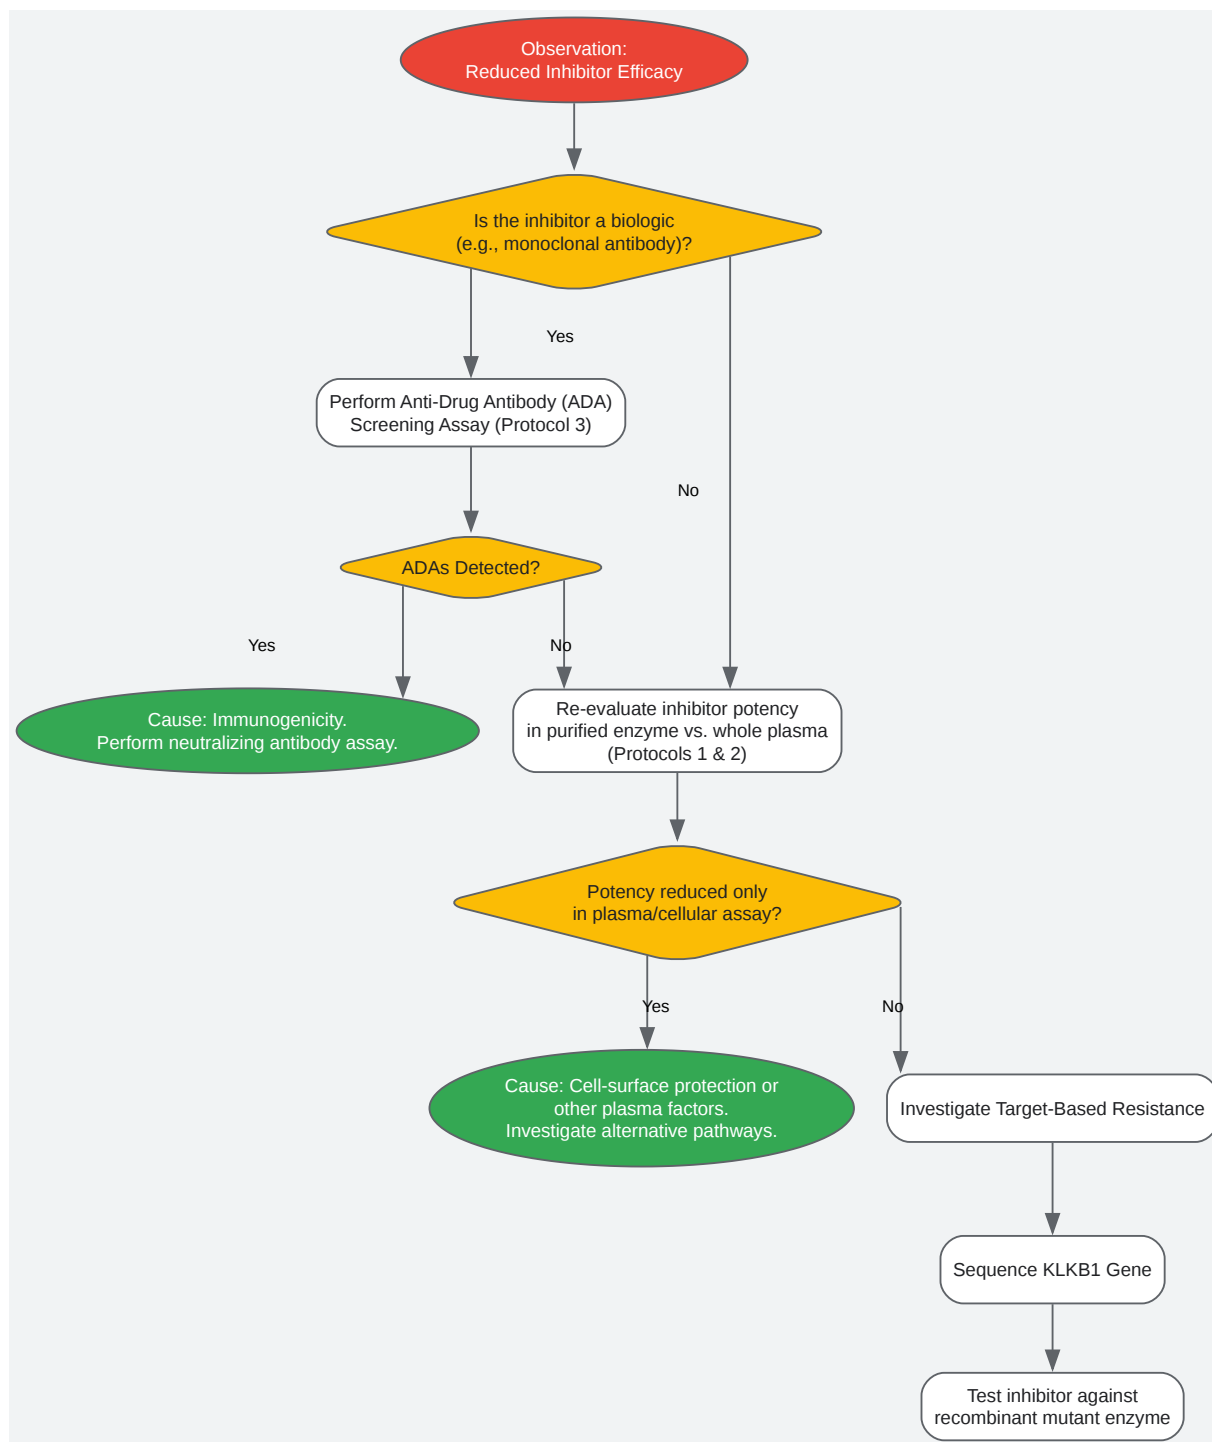 Observation:
Reduced Inhibitor Efficacy
Is the inhibitor a biologic
(e.g., monoclonal antibody)?
Yes
Perform Anti-Drug Antibody (ADA)
Screening Assay (Protocol 3)
No
ADAs Detected?
Yes
No
Cause: Immunogenicity.
Perform neutralizing antibody assay.
Re-evaluate inhibitor potency
in purified enzyme vs. whole plasma
(Protocols 1 & 2)
Potency reduced only
in plasma/cellular assay?
Yes
No
Cause: Cell-surface protection or
other plasma factors.
Investigate alternative pathways.
Investigate Target-Based Resistance
Sequence KLKB1 Gene
Test inhibitor against
recombinant mutant enzyme